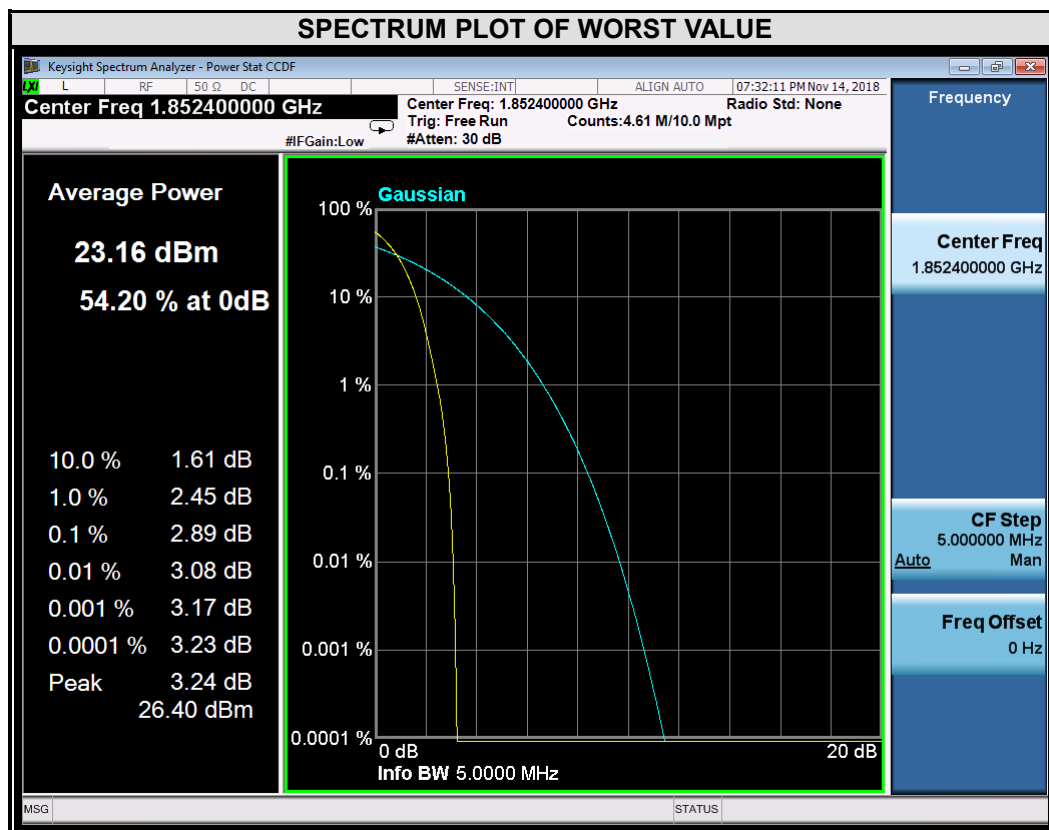 SPECTRUM PLOT OF WORST VALUE
Keysight Spectrum Analyzer - Power Stat CCDF
LXI L RF 50 Ω DC SENSE:INT ALIGN AUTO 07:32:11 PM Nov 14, 2018
Center Freq 1.852400000 GHz
Center Freq: 1.852400000 GHz Radio Std: None
Trig: Free Run Counts:4.61 M/10.0 Mpt
#IFGain:Low #Atten: 30 dB
Average Power
23.16 dBm
54.20 % at 0dB
10.0 % 1.61 dB
1.0 % 2.45 dB
0.1 % 2.89 dB
0.01 % 3.08 dB
0.001 % 3.17 dB
0.0001 % 3.23 dB
Peak 3.24 dB
26.40 dBm
Gaussian
100 %
10 %
1 %
0.1 %
0.01 %
0.001 %
0.0001 %
0 dB 20 dB
Info BW 5.0000 MHz
Frequency
Center Freq
1.852400000 GHz
CF Step
5.000000 MHz
Auto Man
Freq Offset
0 Hz
MSG STATUS